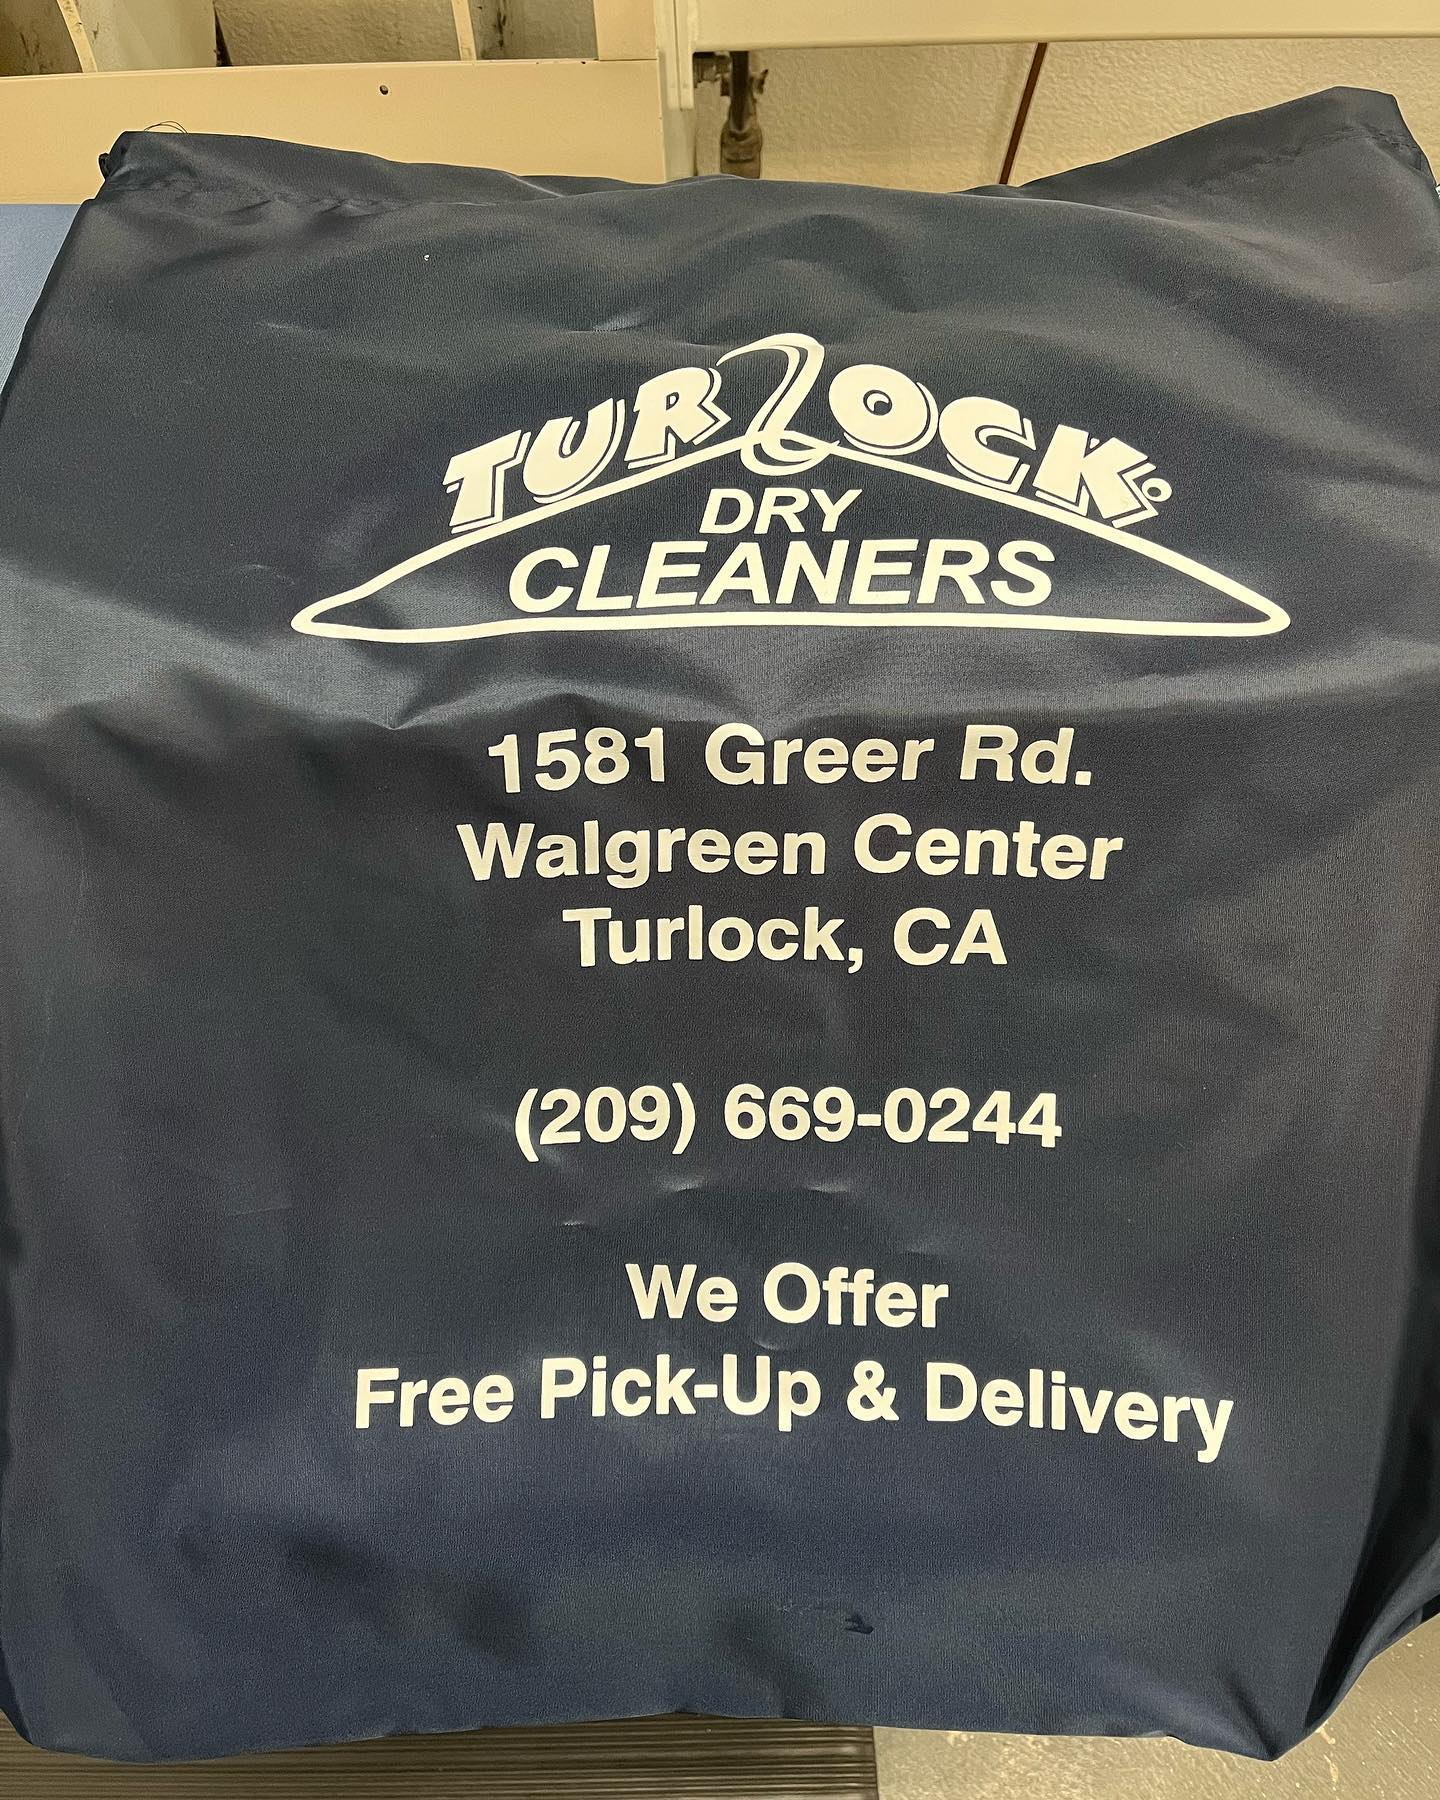 TURLOCK
DRY
CLEANERS
1581 Greer Rd.
Walgreen Center
Turlock, CA
(209) 669-0244
We Offer
Free Pick-Up & Delivery